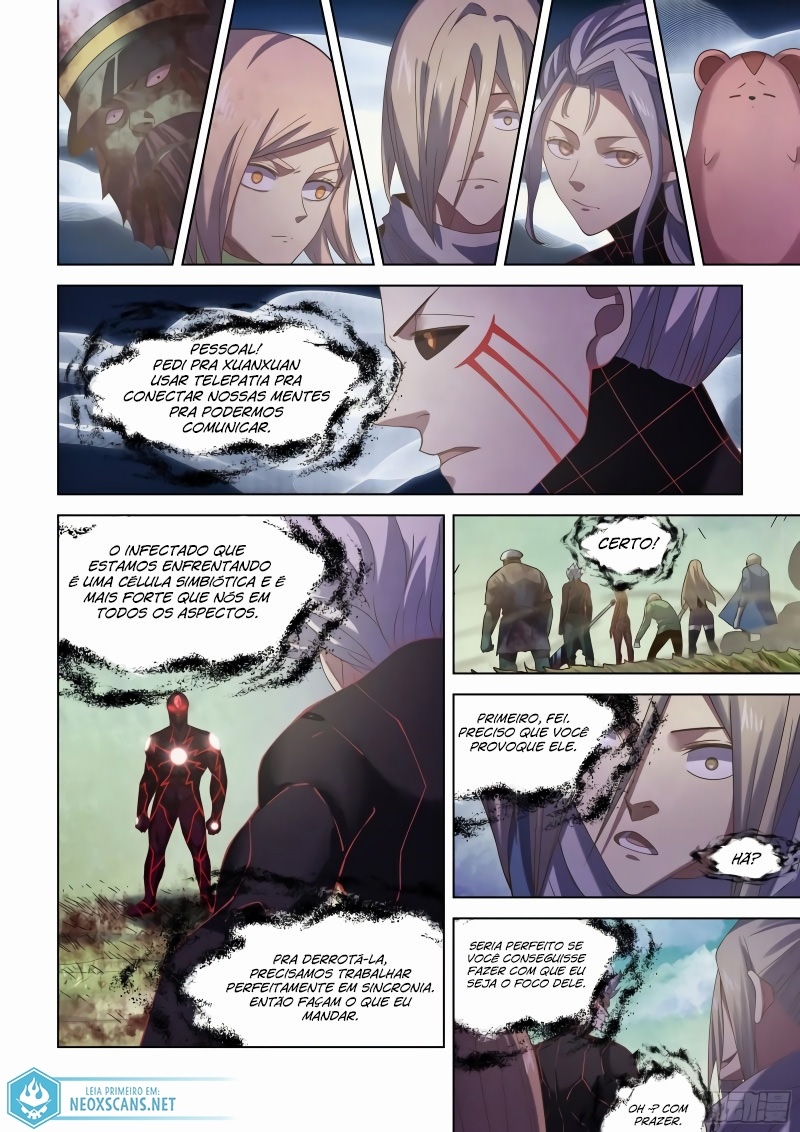 PESSOAL!
PEDI PRA XUANXUAN
USAR TELEPATIA PRA
CONECTAR NOSSAS MENTES
PRA PODERMOS
COMUNICAR.
O INFECTADO QUE
ESTAMOS ENFRENTANDO
É UMA CÉLULA SIMBIÓTICA E É
MAIS FORTE QUE NÓS EM
TODOS OS ASPECTOS.
PRA DERROTÁ-LA,
PRECISAMOS TRABALHAR
PERFEITAMENTE EM SINCRONIA.
ENTÃO FAÇAM O QUE EU
MANDAR.
CERTO!
PRIMEIRO, FEI.
PRECISO QUE VOCÊ
PROVOQUE ELE.
HÃ?
SERIA PERFEITO SE
VOCÊ CONSEGUISSE
FAZER COM QUE EU
SEJA O FOCO DELE.
OH ~? COM
PRAZER.
LEIA PRIMEIRO EM:
NEOXSCANS.NET